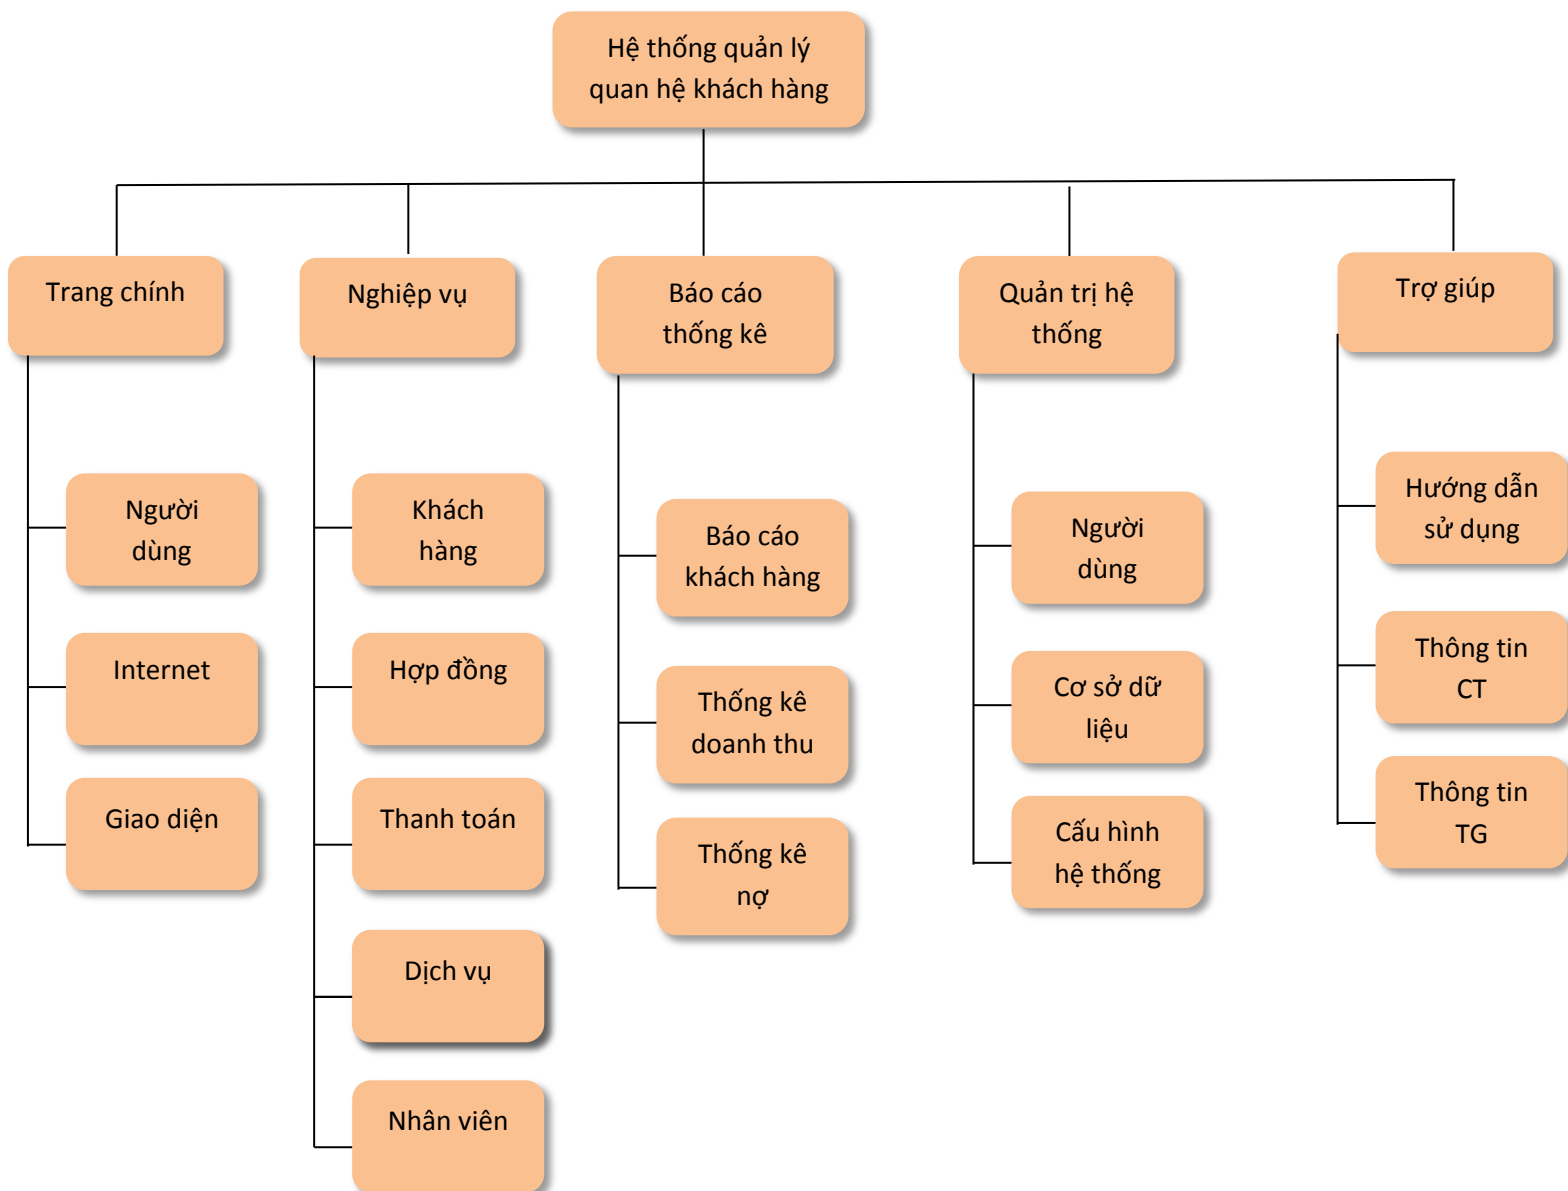 Hệ thống quản lý
quan hệ khách hàng
Trang chính
Nghiệp vụ
Báo cáo
thống kê
Quản trị hệ
thống
Trợ giúp
Người
dùng
Internet
Giao diện
Khách
hàng
Hợp đồng
Thanh toán
Dịch vụ
Nhân viên
Báo cáo
khách hàng
Thống kê
doanh thu
Thống kê
nợ
Người
dùng
Cơ sở dữ
liệu
Cấu hình
hệ thống
Hướng dẫn
sử dụng
Thông tin
CT
Thông tin
TG